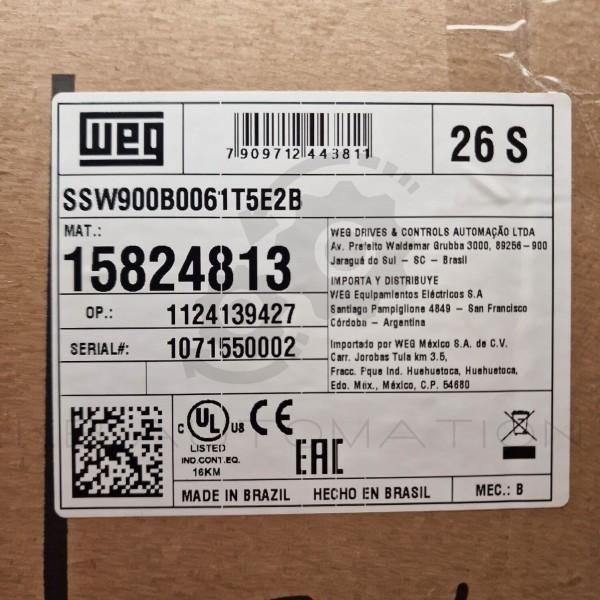 WEG
7 909712 443811
26 S
SSW900B0061T5E2B
MAT.:
15824813
OP.: 1124139427
SERIAL#: 1071550002
WEG DRIVES & CONTROLS AUTOMAÇÃO LTDA
Av. Prefeito Waldemar Grubba 3000, 89256-900
Jaraguá do Sul - SC - Brasil
IMPORTA Y DISTRIBUYE
WEG Equipamientos Eléctricos S.A
Santiago Pampiglione 4849 - San Francisco
Córdoba - Argentina
Importado por WEG México S.A. de C.V.
Carr. Jorobas Tula km 3.5,
Fracc. Fque Ind. Huehuetoca, Huehuetoca,
Edo. Méx., México, C.P. 54680
C UL US CE
LISTED
IND.CONT.EQ.
16KM
EAC
MADE IN BRAZIL HECHO EN BRASIL
MEC.: B